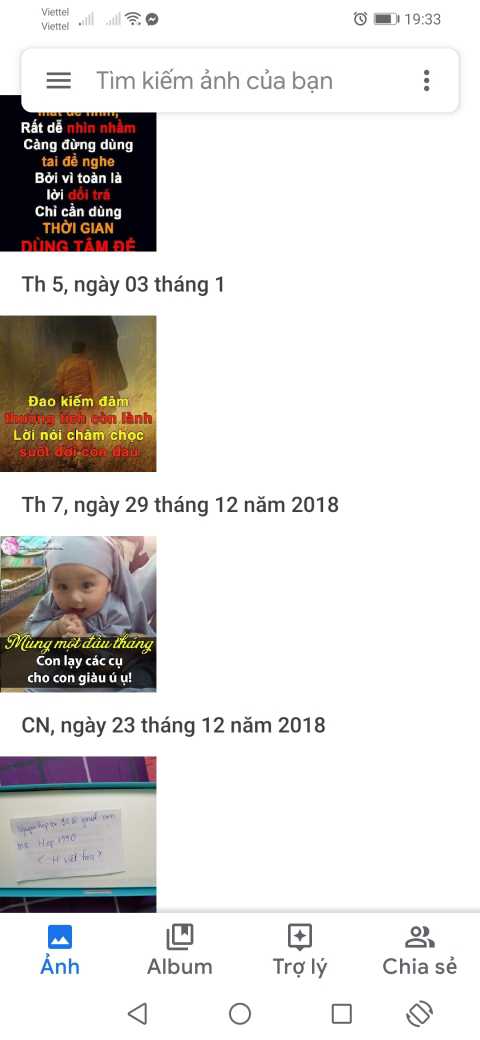 Viettel
Viettel
19:33
Tìm kiếm ảnh của bạn
mắt để nhìn,
Rất dễ nhìn nhầm
Càng đừng dùng
tai để nghe
Bởi vì toàn là
lời dối trá
Chỉ cần dùng
THỜI GIAN
DÙNG TÂM ĐỂ
Th 5, ngày 03 tháng 1
Đao kiếm đâm
thương tích còn lành
Lời nói châm chọc
suốt đời còn đau
Th 7, ngày 29 tháng 12 năm 2018
Mùng một đầu tháng
Con lạy các cụ
cho con giàu ú ụ!
CN, ngày 23 tháng 12 năm 2018
1990
Ảnh
Album
Trợ lý
Chia sẻ